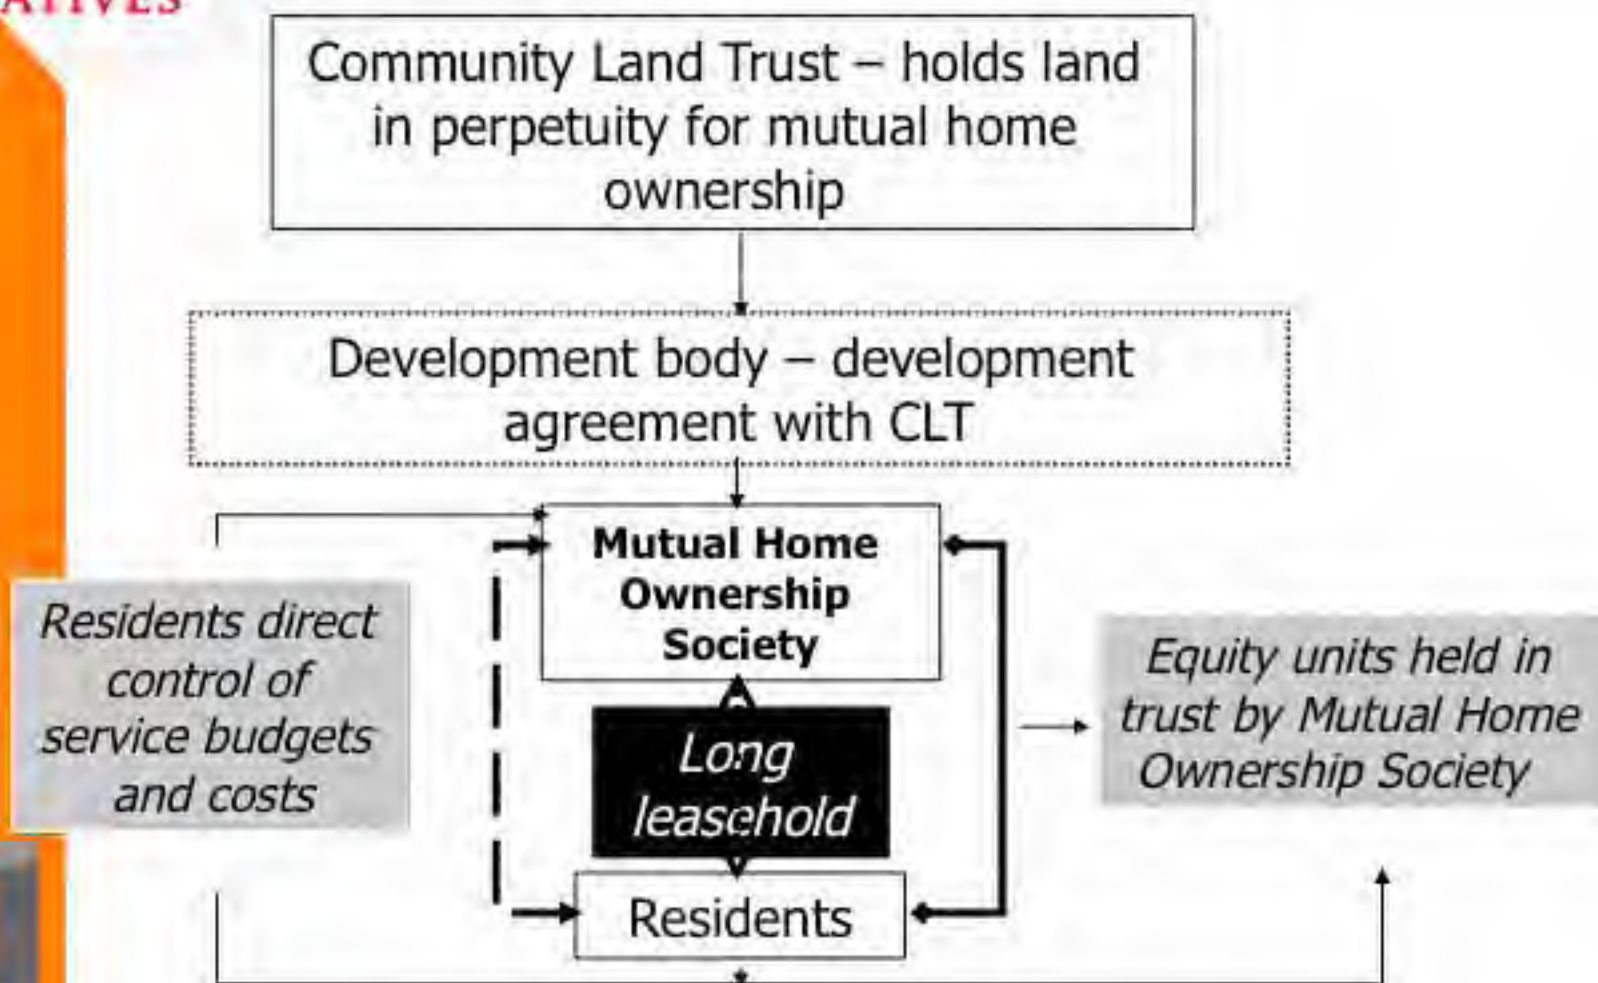 ATIVES
Community Land Trust – holds land
in perpetuity for mutual home
ownership
Development body – development
agreement with CLT
Mutual Home
Ownership
Society
Residents direct
control of
service budgets
and costs
Equity units held in
trust by Mutual Home
Ownership Society
Long
leasehold
Residents